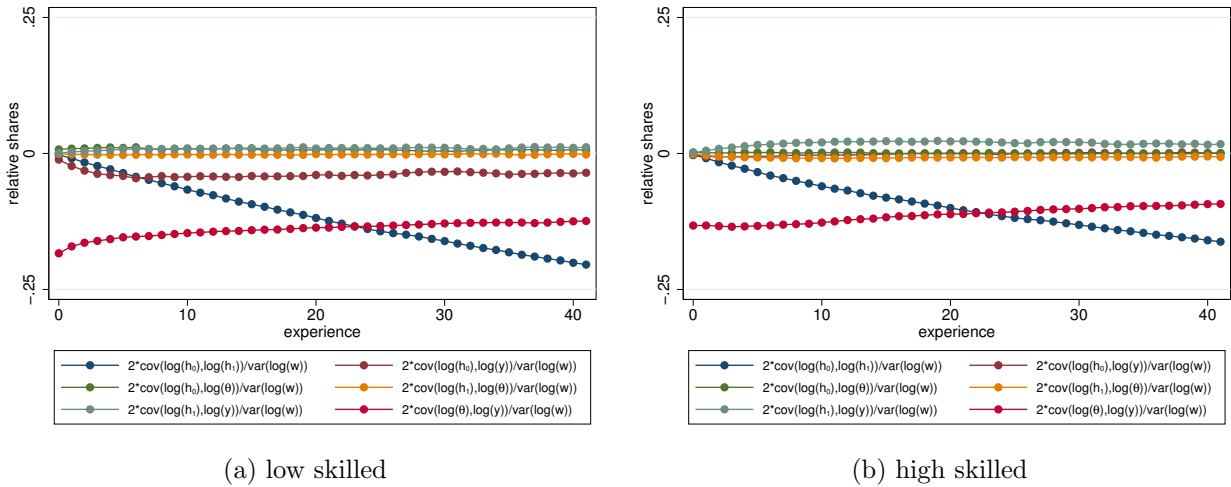 .25
0
-.25
relative shares
0 10 20 30 40
experience
2*cov(log(h₀),log(h₁))/var(log(w)) 2*cov(log(h₀),log(y))/var(log(w))
2*cov(log(h₀),log(θ))/var(log(w)) 2*cov(log(h₁),log(θ))/var(log(w))
2*cov(log(h₁),log(y))/var(log(w)) 2*cov(log(θ),log(y))/var(log(w))
(a) low skilled
.25
0
-.25
relative shares
0 10 20 30 40
experience
2*cov(log(h₀),log(h₁))/var(log(w)) 2*cov(log(h₀),log(y))/var(log(w))
2*cov(log(h₀),log(θ))/var(log(w)) 2*cov(log(h₁),log(θ))/var(log(w))
2*cov(log(h₁),log(y))/var(log(w)) 2*cov(log(θ),log(y))/var(log(w))
(b) high skilled